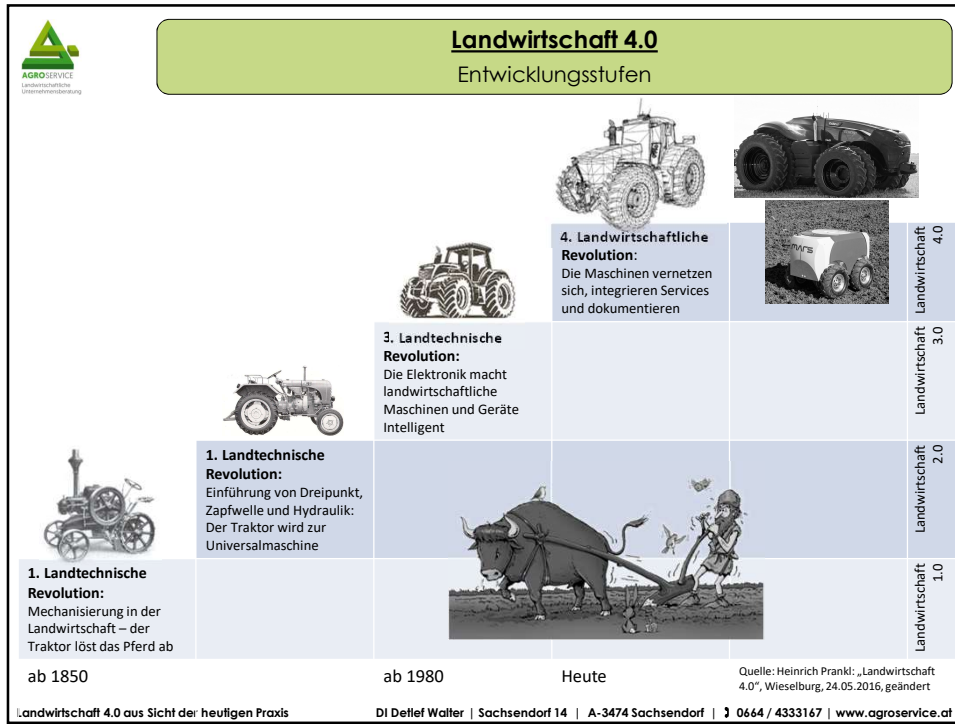 AGROSERVICE
Landwirtschaftliche
Unternehmensberatung
Landwirtschaft 4.0
Entwicklungsstufen
4. Landwirtschaftliche
Revolution:
Die Maschinen vernetzen
sich, integrieren Services
und dokumentieren
MARS
Landwirtschaft
4.0
3. Landtechnische
Revolution:
Die Elektronik macht
landwirtschaftliche
Maschinen und Geräte
Intelligent
Landwirtschaft
3.0
1. Landtechnische
Revolution:
Einführung von Dreipunkt,
Zapfwelle und Hydraulik:
Der Traktor wird zur
Universalmaschine
Landwirtschaft
2.0
1. Landtechnische
Revolution:
Mechanisierung in der
Landwirtschaft – der
Traktor löst das Pferd ab
Landwirtschaft
1.0
ab 1850
ab 1980
Heute
Quelle: Heinrich Prankl: „Landwirtschaft
4.0“, Wieselburg, 24.05.2016, geändert
Landwirtschaft 4.0 aus Sicht der heutigen Praxis
DI Detlef Walter | Sachsendorf 14 | A-3474 Sachsendorf | 0664 / 4333167 | www.agroservice.at